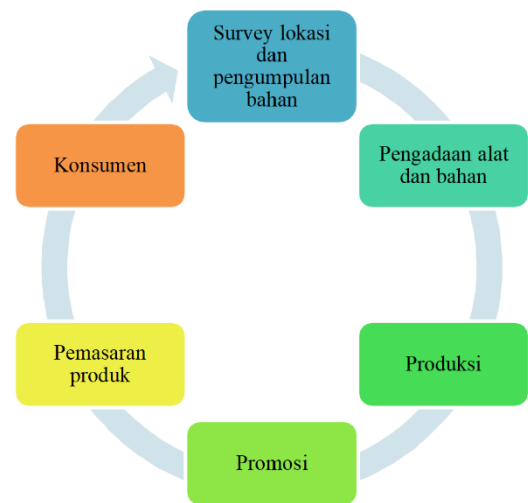 Survey lokasi
dan
pengumpulan
bahan
Pengadaan alat
dan bahan
Produksi
Promosi
Pemasaran
produk
Konsumen